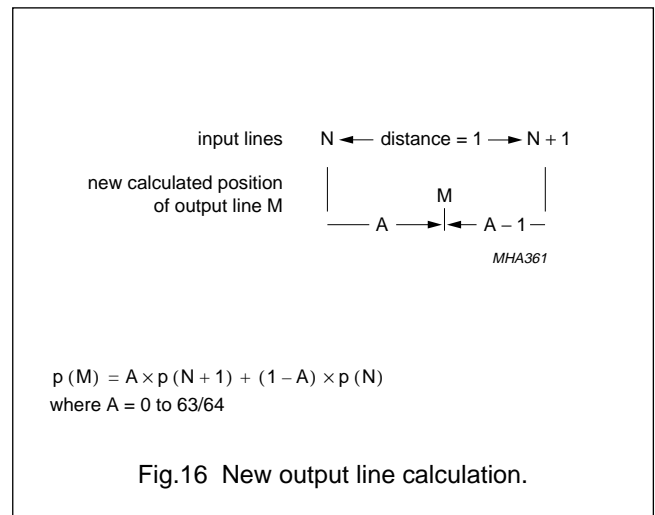 input lines N distance = 1 N + 1
new calculated position
of output line M
M
A A − 1
MHA361
p (M) = A × p (N + 1) + (1 – A) × p (N)
where A = 0 to 63/64
Fig.16 New output line calculation.